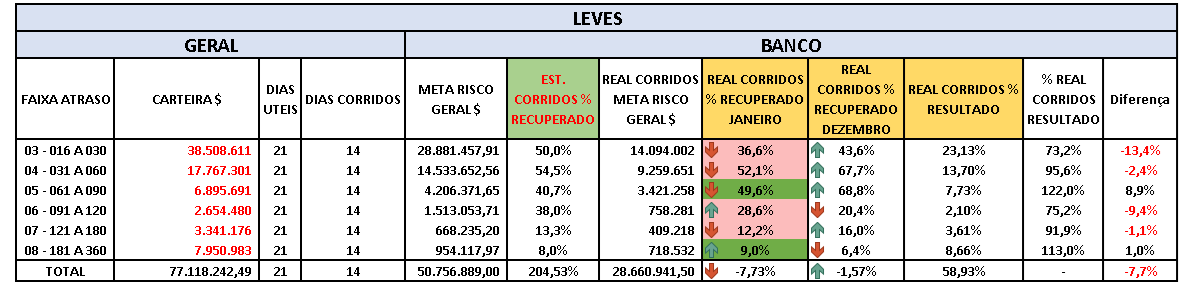 LEVES
GERAL BANCO
FAIXA ATRASO CARTEIRA $ DIAS UTEIS DIAS CORRIDOS META RISCO GERAL $ EST. CORRIDOS % RECUPERADO REAL CORRIDOS META RISCO GERAL $ REAL CORRIDOS % RECUPERADO JANEIRO REAL CORRIDOS % RECUPERADO DEZEMBRO REAL CORRIDOS % RESULTADO % REAL CORRIDOS RESULTADO Diferença
03 - 016 A 030 38.508.611 21 14 28.881.457,91 50,0% 14.094.002 36,6% 43,6% 23,13% 73,2% -13,4%
04 - 031 A 060 17.767.301 21 14 14.533.652,56 54,5% 9.259.651 52,1% 67,7% 13,70% 95,6% -2,4%
05 - 061 A 090 6.895.691 21 14 4.206.371,65 40,7% 3.421.258 49,6% 68,8% 7,73% 122,0% 8,9%
06 - 091 A 120 2.654.480 21 14 1.513.053,71 38,0% 758.281 28,6% 20,4% 2,10% 75,2% -9,4%
07 - 121 A 180 3.341.176 21 14 668.235,20 13,3% 409.218 12,2% 16,0% 3,61% 91,9% -1,1%
08 - 181 A 360 7.950.983 21 14 954.117,97 8,0% 718.532 9,0% 6,4% 8,66% 113,0% 1,0%
TOTAL 77.118.242,49 21 14 50.756.889,00 204,53% 28.660.941,50 -7,73% -1,57% 58,93% - -7,7%